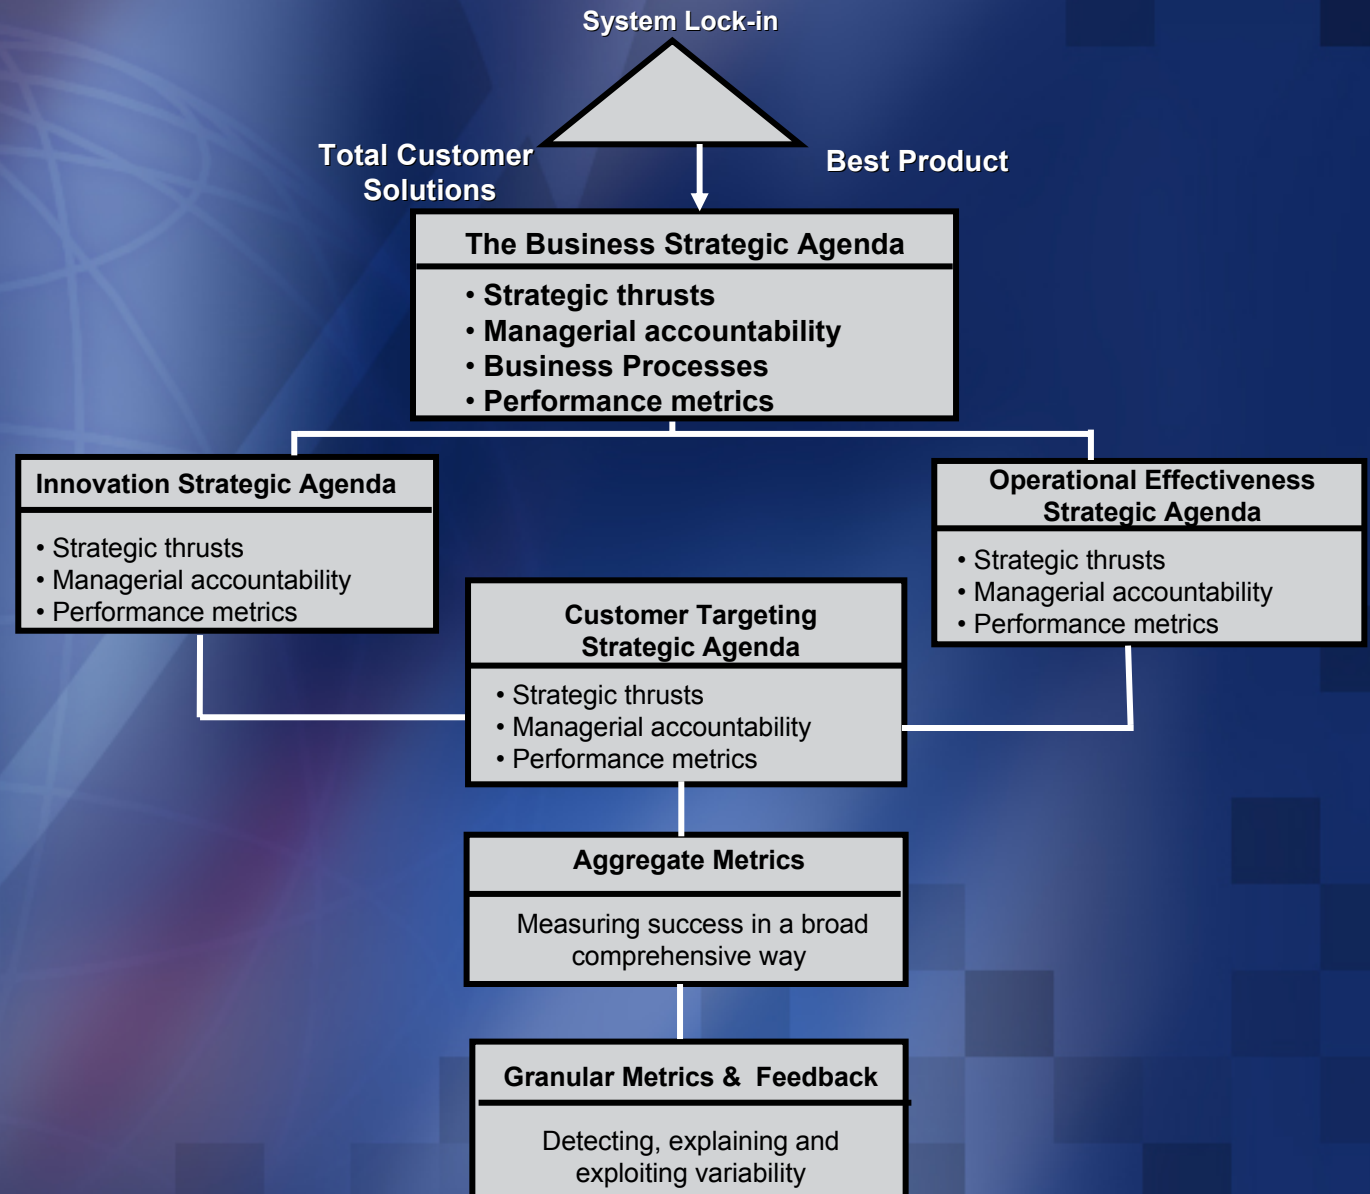 System Lock-in
Total Customer
Solutions
Best Product
The Business Strategic Agenda
• Strategic thrusts
• Managerial accountability
• Business Processes
• Performance metrics
Innovation Strategic Agenda
• Strategic thrusts
• Managerial accountability
• Performance metrics
Operational Effectiveness
Strategic Agenda
• Strategic thrusts
• Managerial accountability
• Performance metrics
Customer Targeting
Strategic Agenda
• Strategic thrusts
• Managerial accountability
• Performance metrics
Aggregate Metrics
Measuring success in a broad
comprehensive way
Granular Metrics & Feedback
Detecting, explaining and
exploiting variability